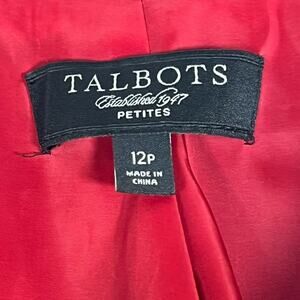 TALBOTS
Established 1947
PETITES
12P
MADE IN
CHINA